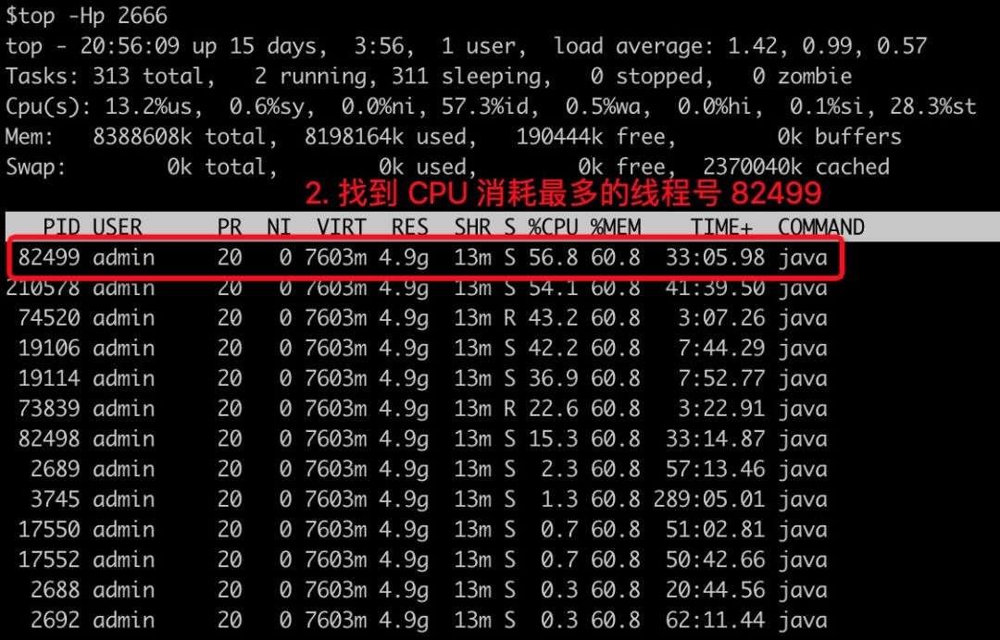 $top -Hp 2666
top - 20:56:09 up 15 days,  3:56,  1 user,  load average: 1.42, 0.99, 0.57
Tasks: 313 total,   2 running, 311 sleeping,   0 stopped,   0 zombie
Cpu(s): 13.2%us,  0.6%sy,  0.0%ni, 57.3%id,  0.5%wa,  0.0%hi,  0.1%si, 28.3%st
Mem:   8388608k total,  8198164k used,   190444k free,        0k buffers
Swap:        0k total,        0k used,        0k free,  2370040k cached
2. 找到 CPU 消耗最多的线程号 82499
PID USER      PR  NI  VIRT  RES  SHR S %CPU %MEM    TIME+  COMMAND
82499 admin     20   0 7603m 4.9g  13m S 56.8 60.8  33:05.98 java
210578 admin     20   0 7603m 4.9g  13m S 54.1 60.8  41:39.50 java
74520 admin     20   0 7603m 4.9g  13m R 43.2 60.8   3:07.26 java
19106 admin     20   0 7603m 4.9g  13m S 42.2 60.8   7:44.29 java
19114 admin     20   0 7603m 4.9g  13m S 36.9 60.8   7:52.77 java
73839 admin     20   0 7603m 4.9g  13m R 22.6 60.8   3:22.91 java
82498 admin     20   0 7603m 4.9g  13m S 15.3 60.8  33:14.87 java
2689 admin     20   0 7603m 4.9g  13m S  2.3 60.8  57:13.46 java
3745 admin     20   0 7603m 4.9g  13m S  1.3 60.8 289:05.01 java
17550 admin     20   0 7603m 4.9g  13m S  0.7 60.8  51:02.81 java
17552 admin     20   0 7603m 4.9g  13m S  0.7 60.8  50:42.66 java
2688 admin     20   0 7603m 4.9g  13m S  0.3 60.8  20:44.56 java
2692 admin     20   0 7603m 4.9g  13m S  0.3 60.8  62:11.44 java